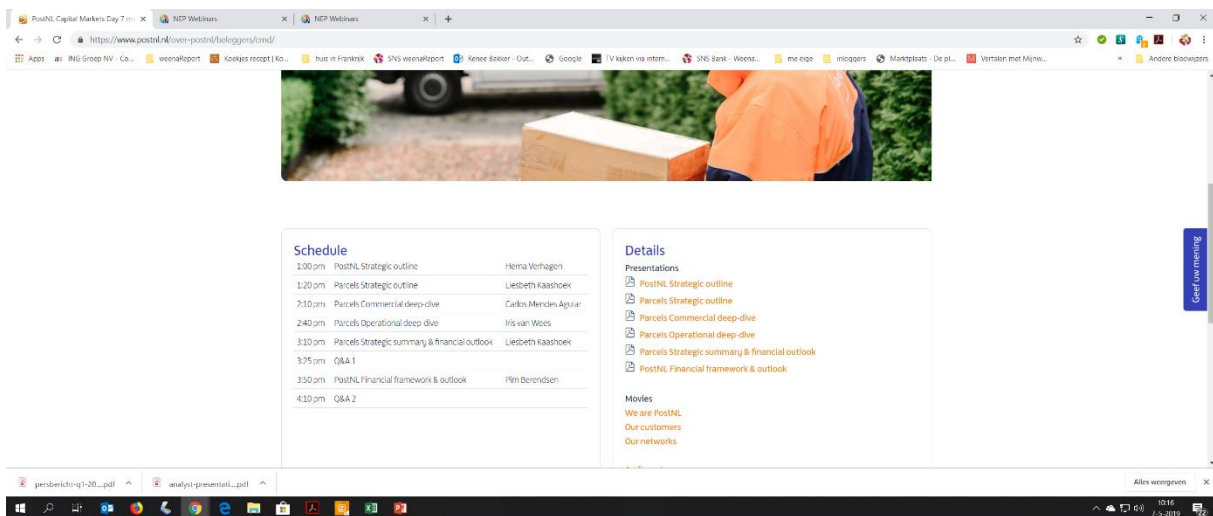 PostNL Capital Markets Day 7 m
NEP Webinars
NEP Webinars
https://www.postnl.nl/over-postnl/beleggers/cmd/
Apps
ING Groep NV - Co...
weenaReport
Koekjes recept | Ko...
huis in Frankrijk
SNS weenaReport
Renee Bakker - Out...
Google
TV kijken via intern...
SNS Bank - Weena...
me eige
inloggers
Marktplaats - De pl...
Vertalen met Mijnw...
»
Andere bladwijzers
Geef uw mening
Schedule
1:00 pm PostNL Strategic outline Herna Verhagen
1:20 pm Parcels Strategic outline Liesbeth Kaashoek
2:10 pm Parcels Commercial deep-dive Carlos Mendes Aguiar
2:40 pm Parcels Operational deep-dive Iris van Wees
3:10 pm Parcels Strategic summary & financial outlook Liesbeth Kaashoek
3:25 pm Q&A 1
3:50 pm PostNL Financial framework & outlook Pim Berendsen
4:10 pm Q&A 2
Details
Presentations
PostNL Strategic outline
Parcels Strategic outline
Parcels Commercial deep-dive
Parcels Operational deep-dive
Parcels Strategic summary & financial outlook
PostNL Financial framework & outlook
Movies
We are PostNL
Our customers
Our networks
persbericht-q1-20....pdf
analyst-presentati....pdf
Alles weergeven
10:16
7-5-2019
22